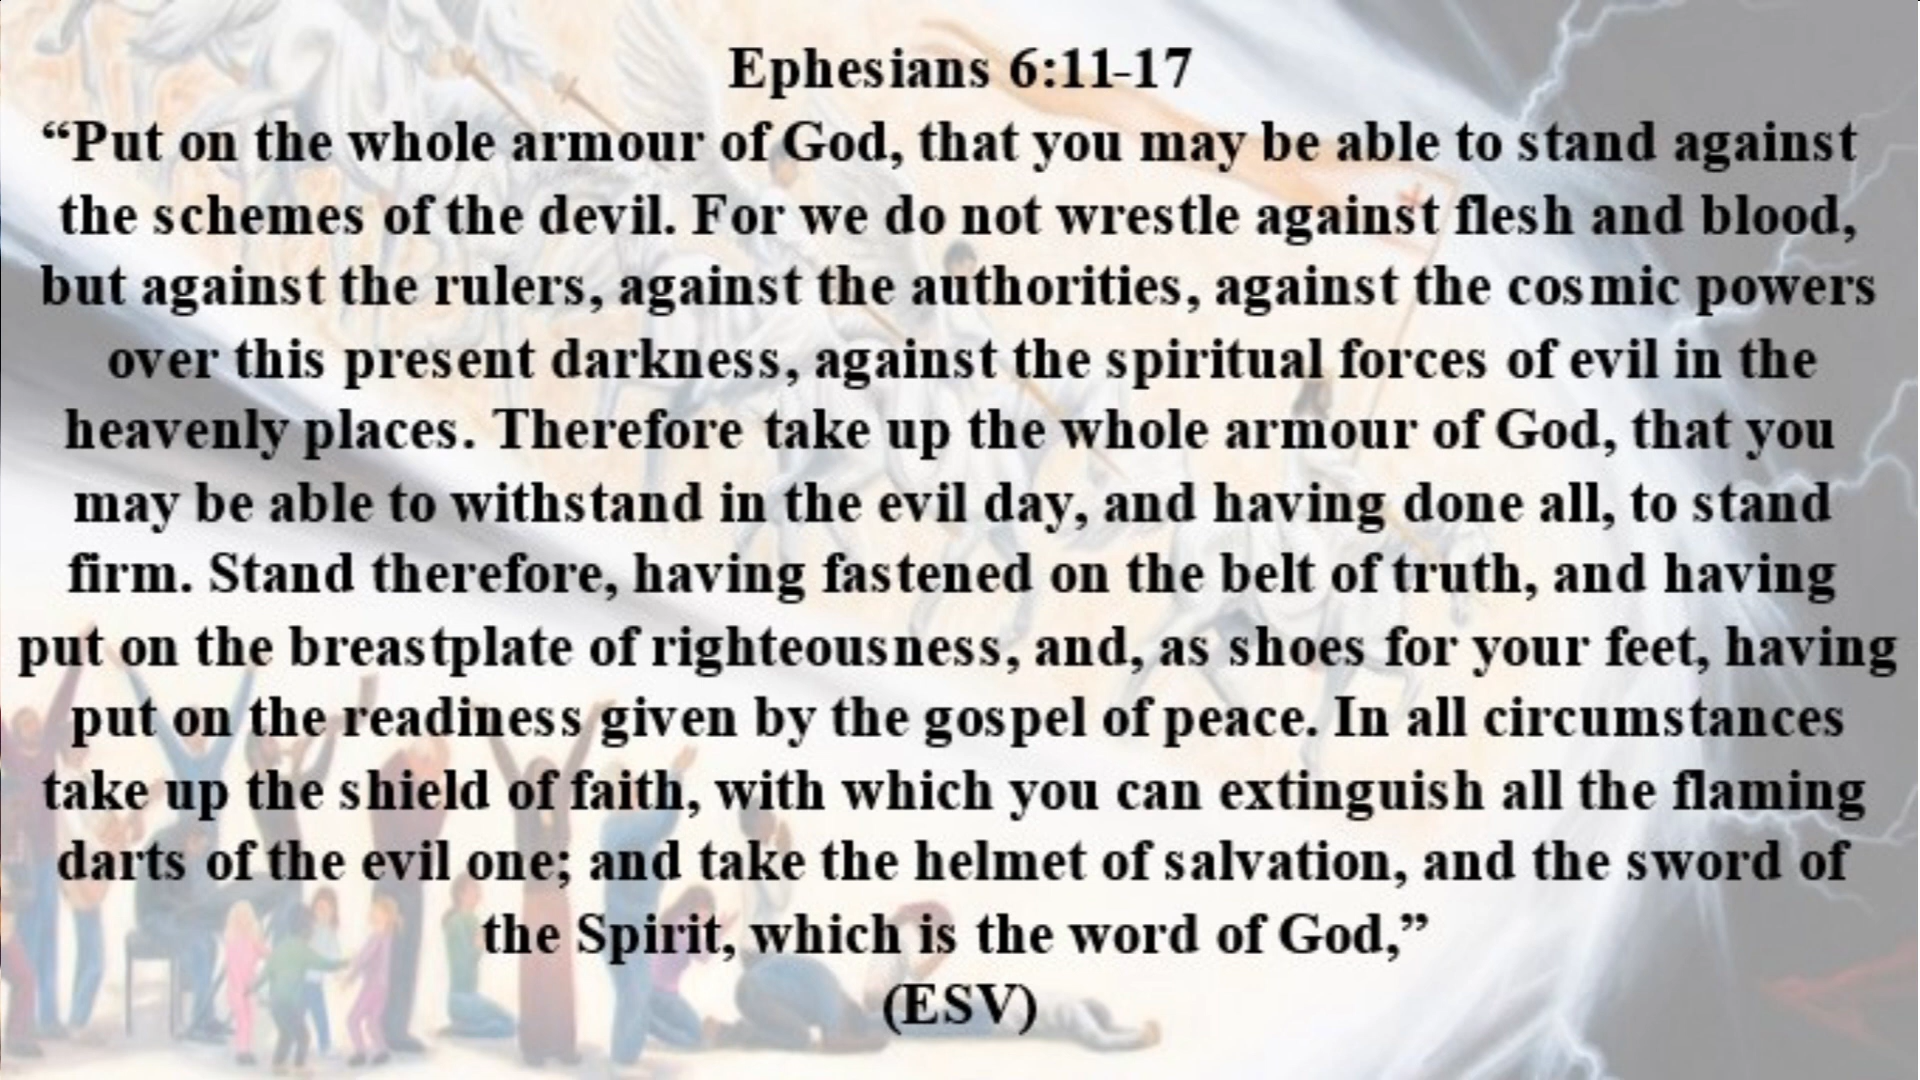 Ephesians 6:11-17
“Put on the whole armour of God, that you may be able to stand against
the schemes of the devil. For we do not wrestle against flesh and blood,
but against the rulers, against the authorities, against the cosmic powers
over this present darkness, against the spiritual forces of evil in the
heavenly places. Therefore take up the whole armour of God, that you
may be able to withstand in the evil day, and having done all, to stand
firm. Stand therefore, having fastened on the belt of truth, and having
put on the breastplate of righteousness, and, as shoes for your feet, having
put on the readiness given by the gospel of peace. In all circumstances
take up the shield of faith, with which you can extinguish all the flaming
darts of the evil one; and take the helmet of salvation, and the sword of
the Spirit, which is the word of God,”
(ESV)